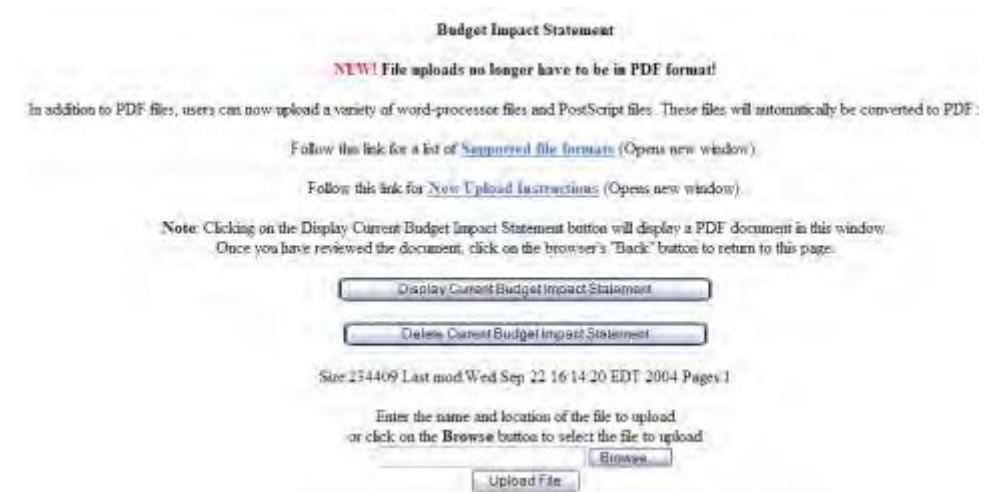 Budget Impact Statement
NEW! File uploads no longer have to be in PDF format!
In addition to PDF files, users can now upload a variety of word-processor files and PostScript files. These files will automatically be converted to PDF.
Follow this link for a list of Supported file formats (Opens new window).
Follow this link for New Upload Instructions (Opens new window).
Note: Clicking on the Display Current Budget Impact Statement button will display a PDF document in this window.
Once you have reviewed the document, click on the browser's "Back" button to return to this page.
Display Current Budget Impact Statement
Delete Current Budget Impact Statement
Size:234409 Last mod:Wed Sep 22 16:14:20 EDT 2004 Pages:1
Enter the name and location of the file to upload
or click on the Browse button to select the file to upload
Browse...
Upload File